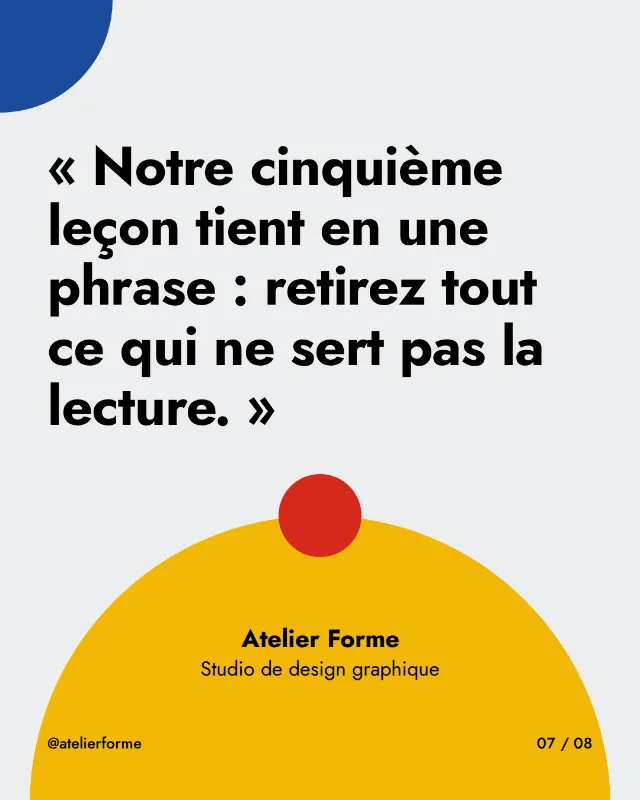 « Notre cinquième
leçon tient en une
phrase : retirez tout
ce qui ne sert pas la
lecture. »
Atelier Forme
Studio de design graphique
@atelierforme
07 / 08